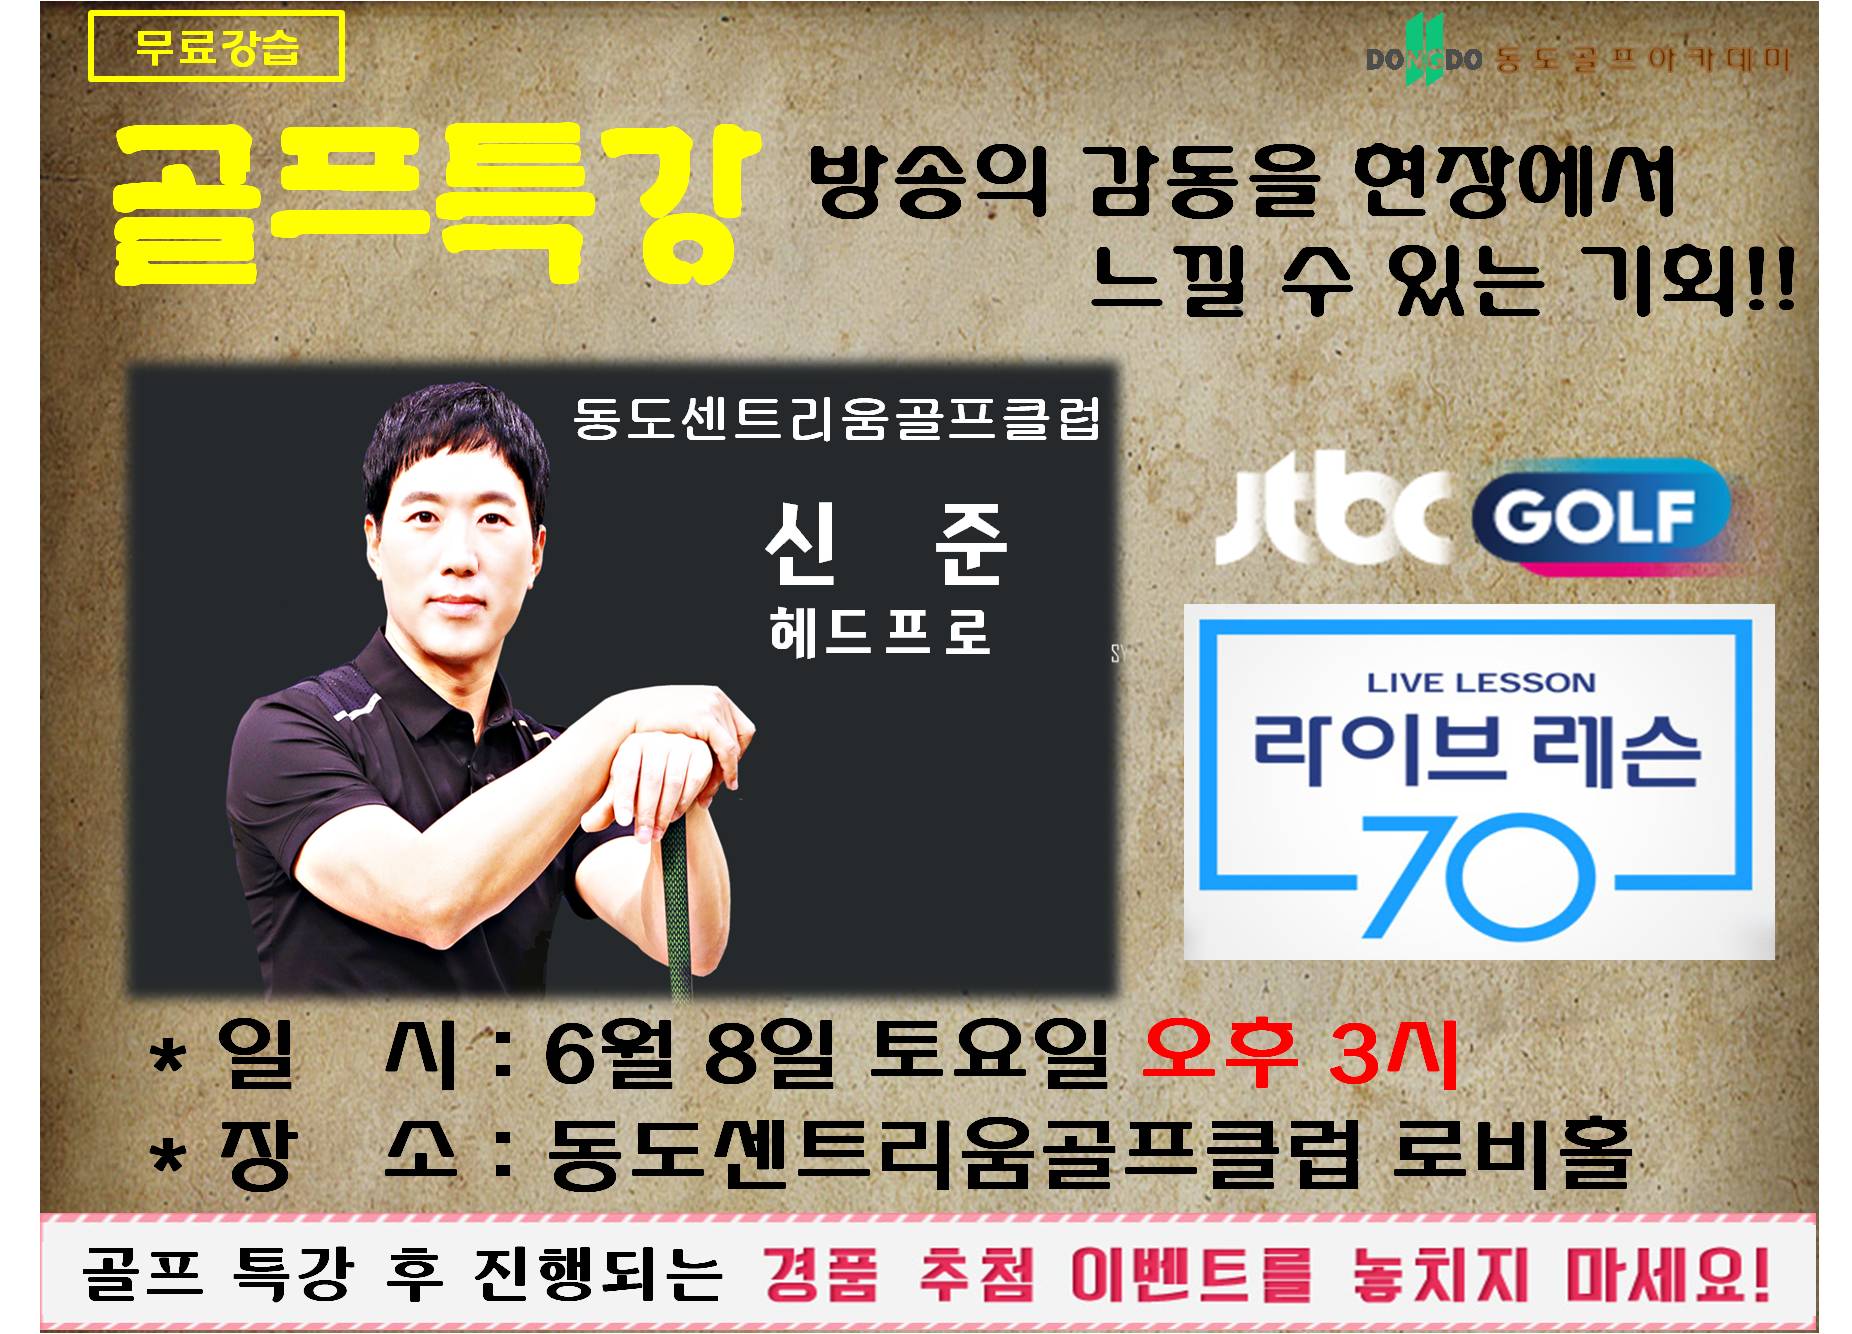 무료강습
DONGDO 동도골프아카데미
골프특강
방송의 감동을 현장에서
느낄 수 있는 기회!!
동도센트리움골프클럽
신 준
헤드프로
jtbc GOLF
LIVE LESSON
라이브 레슨
70
* 일 시 : 6월 8일 토요일 오후 3시
* 장 소 : 동도센트리움골프클럽 로비홀
골프 특강 후 진행되는 경품 추첨 이벤트를 놓치지 마세요!